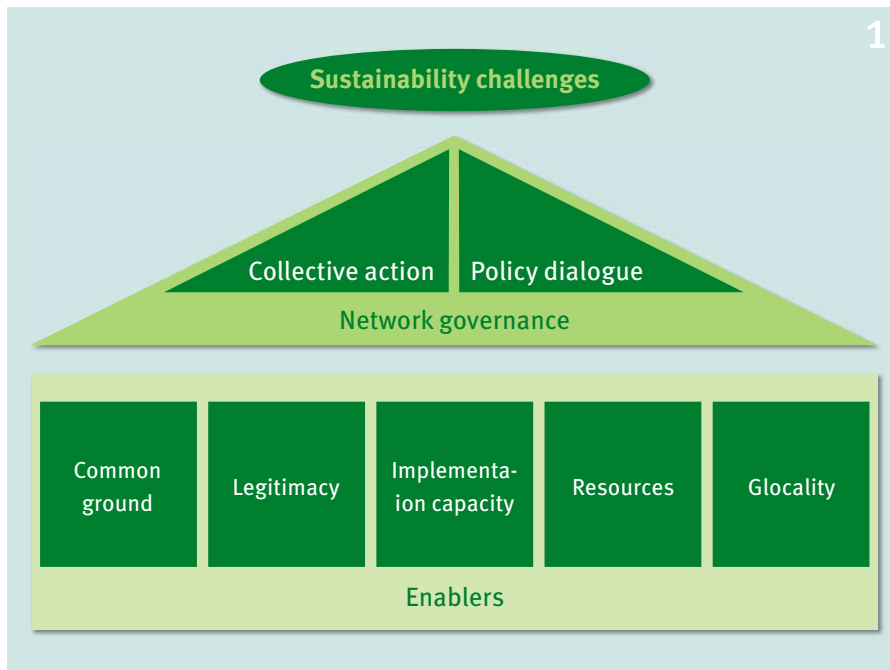 1
Sustainability challenges
Collective action
Policy dialogue
Network governance
Common
ground
Legitimacy
Implementa-
ion capacity
Resources
Glocality
Enablers